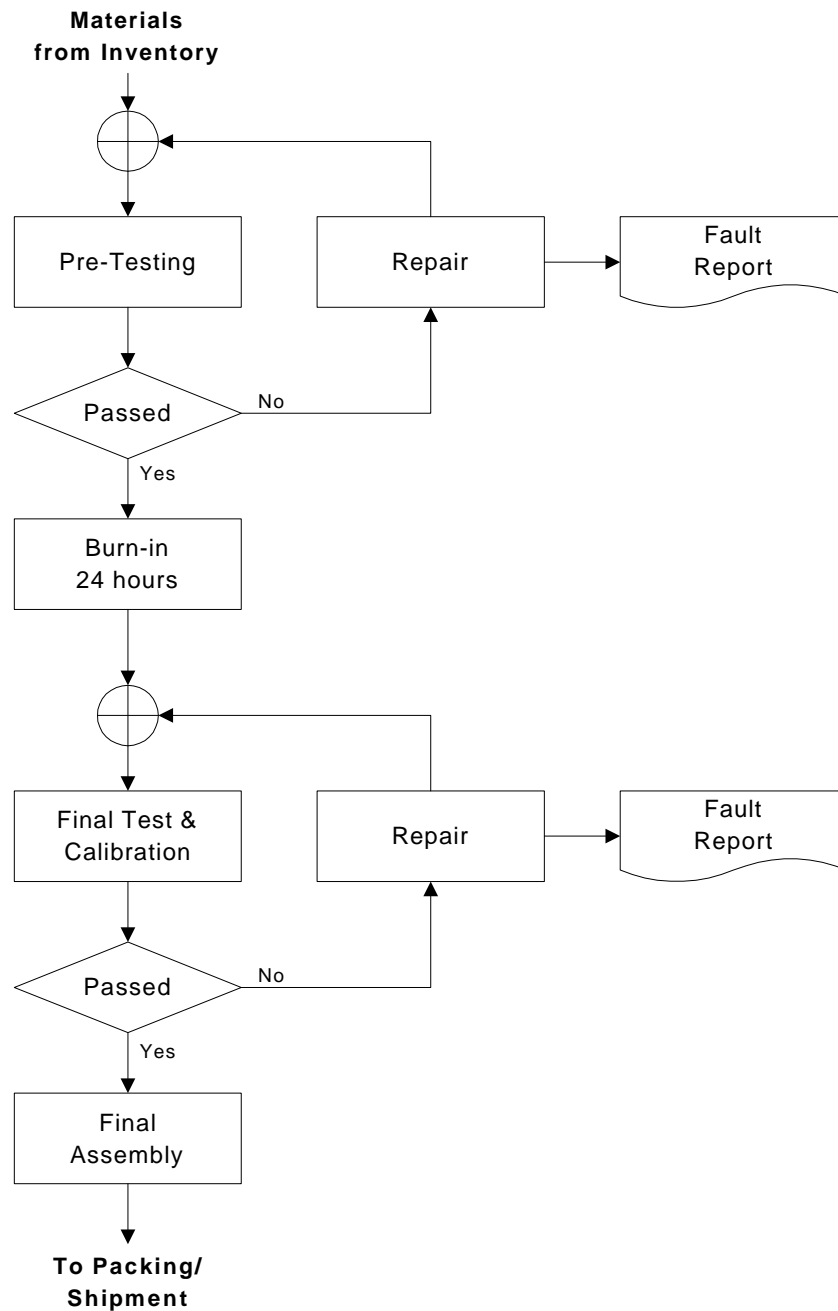 Materials
from Inventory
Pre-Testing
Repair
Fault
Report
Passed
No
Yes
Burn-in
24 hours
Final Test &
Calibration
Repair
Fault
Report
Passed
No
Yes
Final
Assembly
To Packing/
Shipment